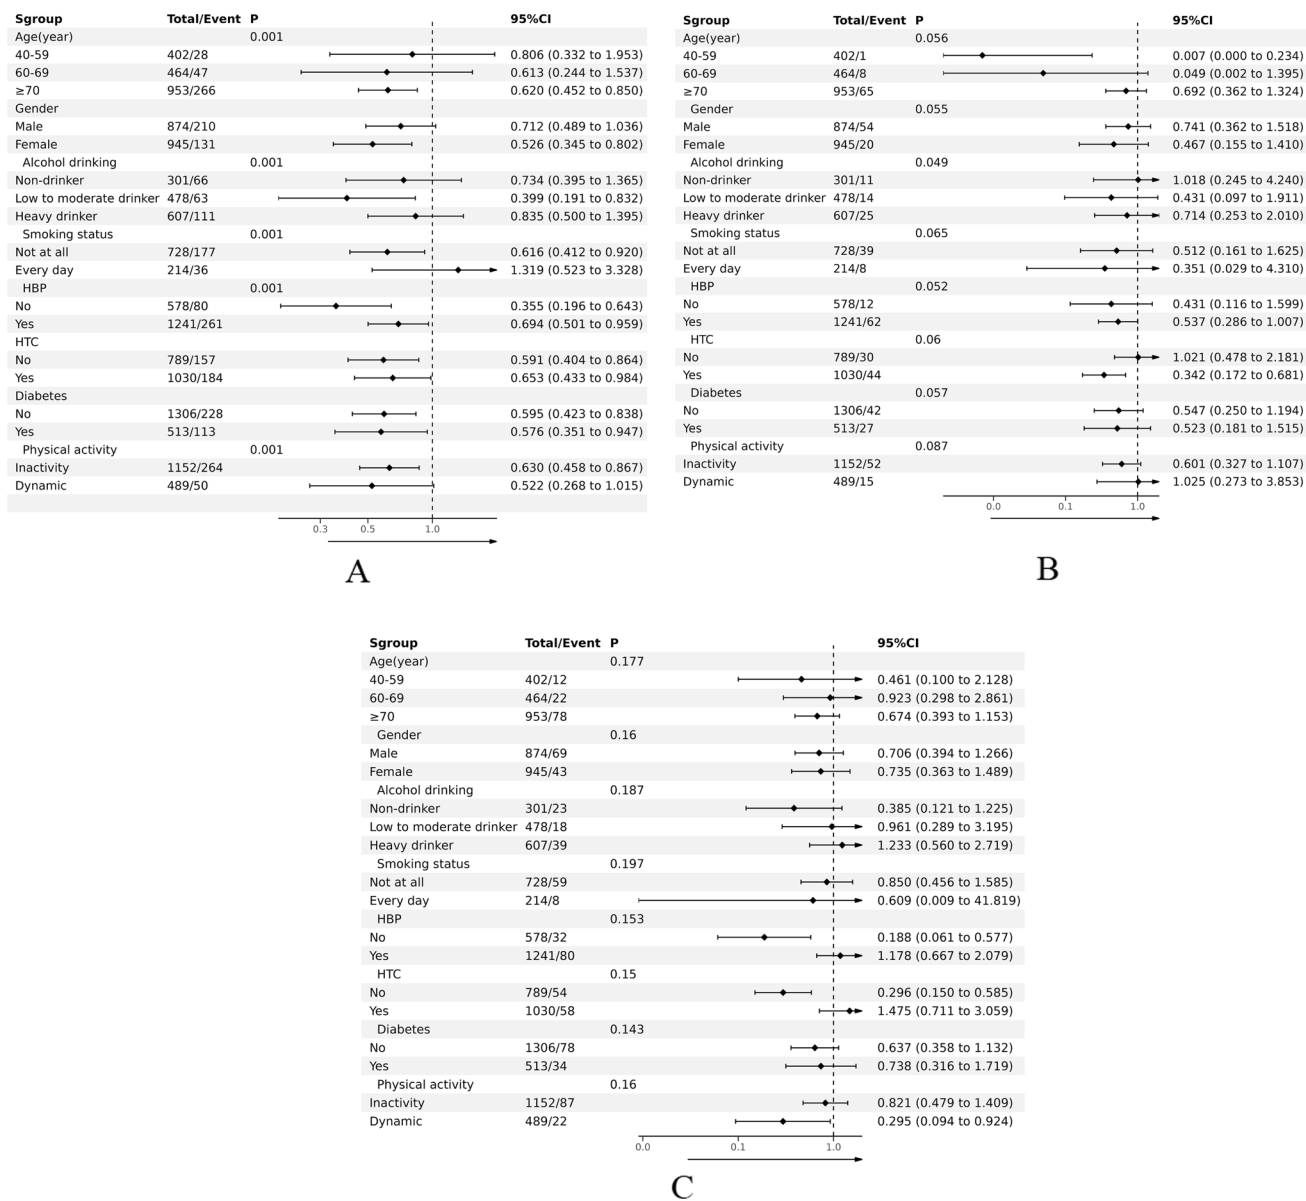 Sgroup Total/Event P 95%CI
Age(year) 0.001
40-59 402/28 0.806 (0.332 to 1.953)
60-69 464/47 0.613 (0.244 to 1.537)
≥70 953/266 0.620 (0.452 to 0.850)
Gender
Male 874/210 0.712 (0.489 to 1.036)
Female 945/131 0.526 (0.345 to 0.802)
Alcohol drinking 0.001
Non-drinker 301/66 0.734 (0.395 to 1.365)
Low to moderate drinker 478/63 0.399 (0.191 to 0.832)
Heavy drinker 607/111 0.835 (0.500 to 1.395)
Smoking status 0.001
Not at all 728/177 0.616 (0.412 to 0.920)
Every day 214/36 1.319 (0.523 to 3.328)
HBP 0.001
No 578/80 0.355 (0.196 to 0.643)
Yes 1241/261 0.694 (0.501 to 0.959)
HTC
No 789/157 0.591 (0.404 to 0.864)
Yes 1030/184 0.653 (0.433 to 0.984)
Diabetes
No 1306/228 0.595 (0.423 to 0.838)
Yes 513/113 0.576 (0.351 to 0.947)
Physical activity 0.001
Inactivity 1152/264 0.630 (0.458 to 0.867)
Dynamic 489/50 0.522 (0.268 to 1.015)
0.3 0.5 1.0
A
Sgroup Total/Event P 95%CI
Age(year) 0.056
40-59 402/1 0.007 (0.000 to 0.234)
60-69 464/8 0.049 (0.002 to 1.395)
≥70 953/65 0.692 (0.362 to 1.324)
Gender 0.055
Male 874/54 0.741 (0.362 to 1.518)
Female 945/20 0.467 (0.155 to 1.410)
Alcohol drinking 0.049
Non-drinker 301/11 1.018 (0.245 to 4.240)
Low to moderate drinker 478/14 0.431 (0.097 to 1.911)
Heavy drinker 607/25 0.714 (0.253 to 2.010)
Smoking status 0.065
Not at all 728/39 0.512 (0.161 to 1.625)
Every day 214/8 0.351 (0.029 to 4.310)
HBP 0.052
No 578/12 0.431 (0.116 to 1.599)
Yes 1241/62 0.537 (0.286 to 1.007)
HTC 0.06
No 789/30 1.021 (0.478 to 2.181)
Yes 1030/44 0.342 (0.172 to 0.681)
Diabetes 0.057
No 1306/42 0.547 (0.250 to 1.194)
Yes 513/27 0.523 (0.181 to 1.515)
Physical activity 0.087
Inactivity 1152/52 0.601 (0.327 to 1.107)
Dynamic 489/15 1.025 (0.273 to 3.853)
0.0 0.1 1.0
B
Sgroup Total/Event P 95%CI
Age(year) 0.177
40-59 402/12 0.461 (0.100 to 2.128)
60-69 464/22 0.923 (0.298 to 2.861)
≥70 953/78 0.674 (0.393 to 1.153)
Gender 0.16
Male 874/69 0.706 (0.394 to 1.266)
Female 945/43 0.735 (0.363 to 1.489)
Alcohol drinking 0.187
Non-drinker 301/23 0.385 (0.121 to 1.225)
Low to moderate drinker 478/18 0.961 (0.289 to 3.195)
Heavy drinker 607/39 1.233 (0.560 to 2.719)
Smoking status 0.197
Not at all 728/59 0.850 (0.456 to 1.585)
Every day 214/8 0.609 (0.009 to 41.819)
HBP 0.153
No 578/32 0.188 (0.061 to 0.577)
Yes 1241/80 1.178 (0.667 to 2.079)
HTC 0.15
No 789/54 0.296 (0.150 to 0.585)
Yes 1030/58 1.475 (0.711 to 3.059)
Diabetes 0.143
No 1306/78 0.637 (0.358 to 1.132)
Yes 513/34 0.738 (0.316 to 1.719)
Physical activity 0.16
Inactivity 1152/87 0.821 (0.479 to 1.409)
Dynamic 489/22 0.295 (0.094 to 0.924)
0.0 0.1 1.0
C